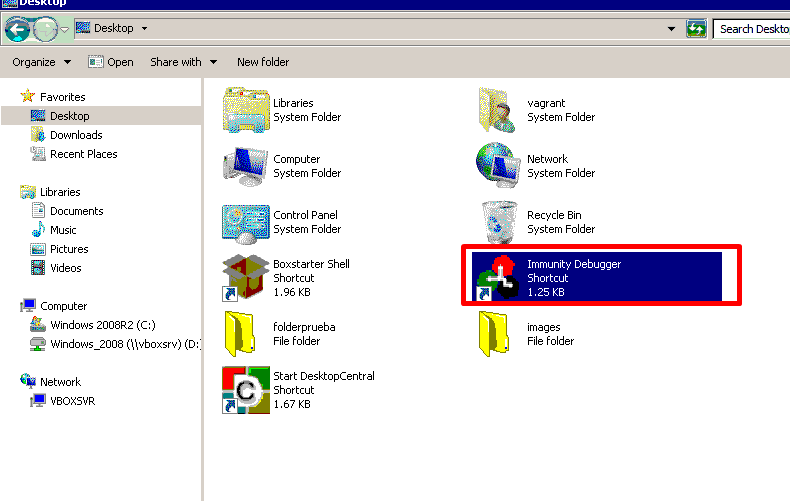 Desktop
Desktop
Search Deskto
Organize Open Share with New folder
Favorites
Desktop
Downloads
Recent Places
Libraries
Documents
Music
Pictures
Videos
Computer
Windows 2008R2 (C:)
Windows_2008 (\\vboxsrv) (D:)
Network
VBOXSVR
Libraries
System Folder
vagrant
System Folder
Computer
System Folder
Network
System Folder
Control Panel
System Folder
Recycle Bin
System Folder
Boxstarter Shell
Shortcut
1.96 KB
Immunity Debugger
Shortcut
1.25 KB
folderprueba
File folder
images
File folder
Start DesktopCentral
Shortcut
1.67 KB